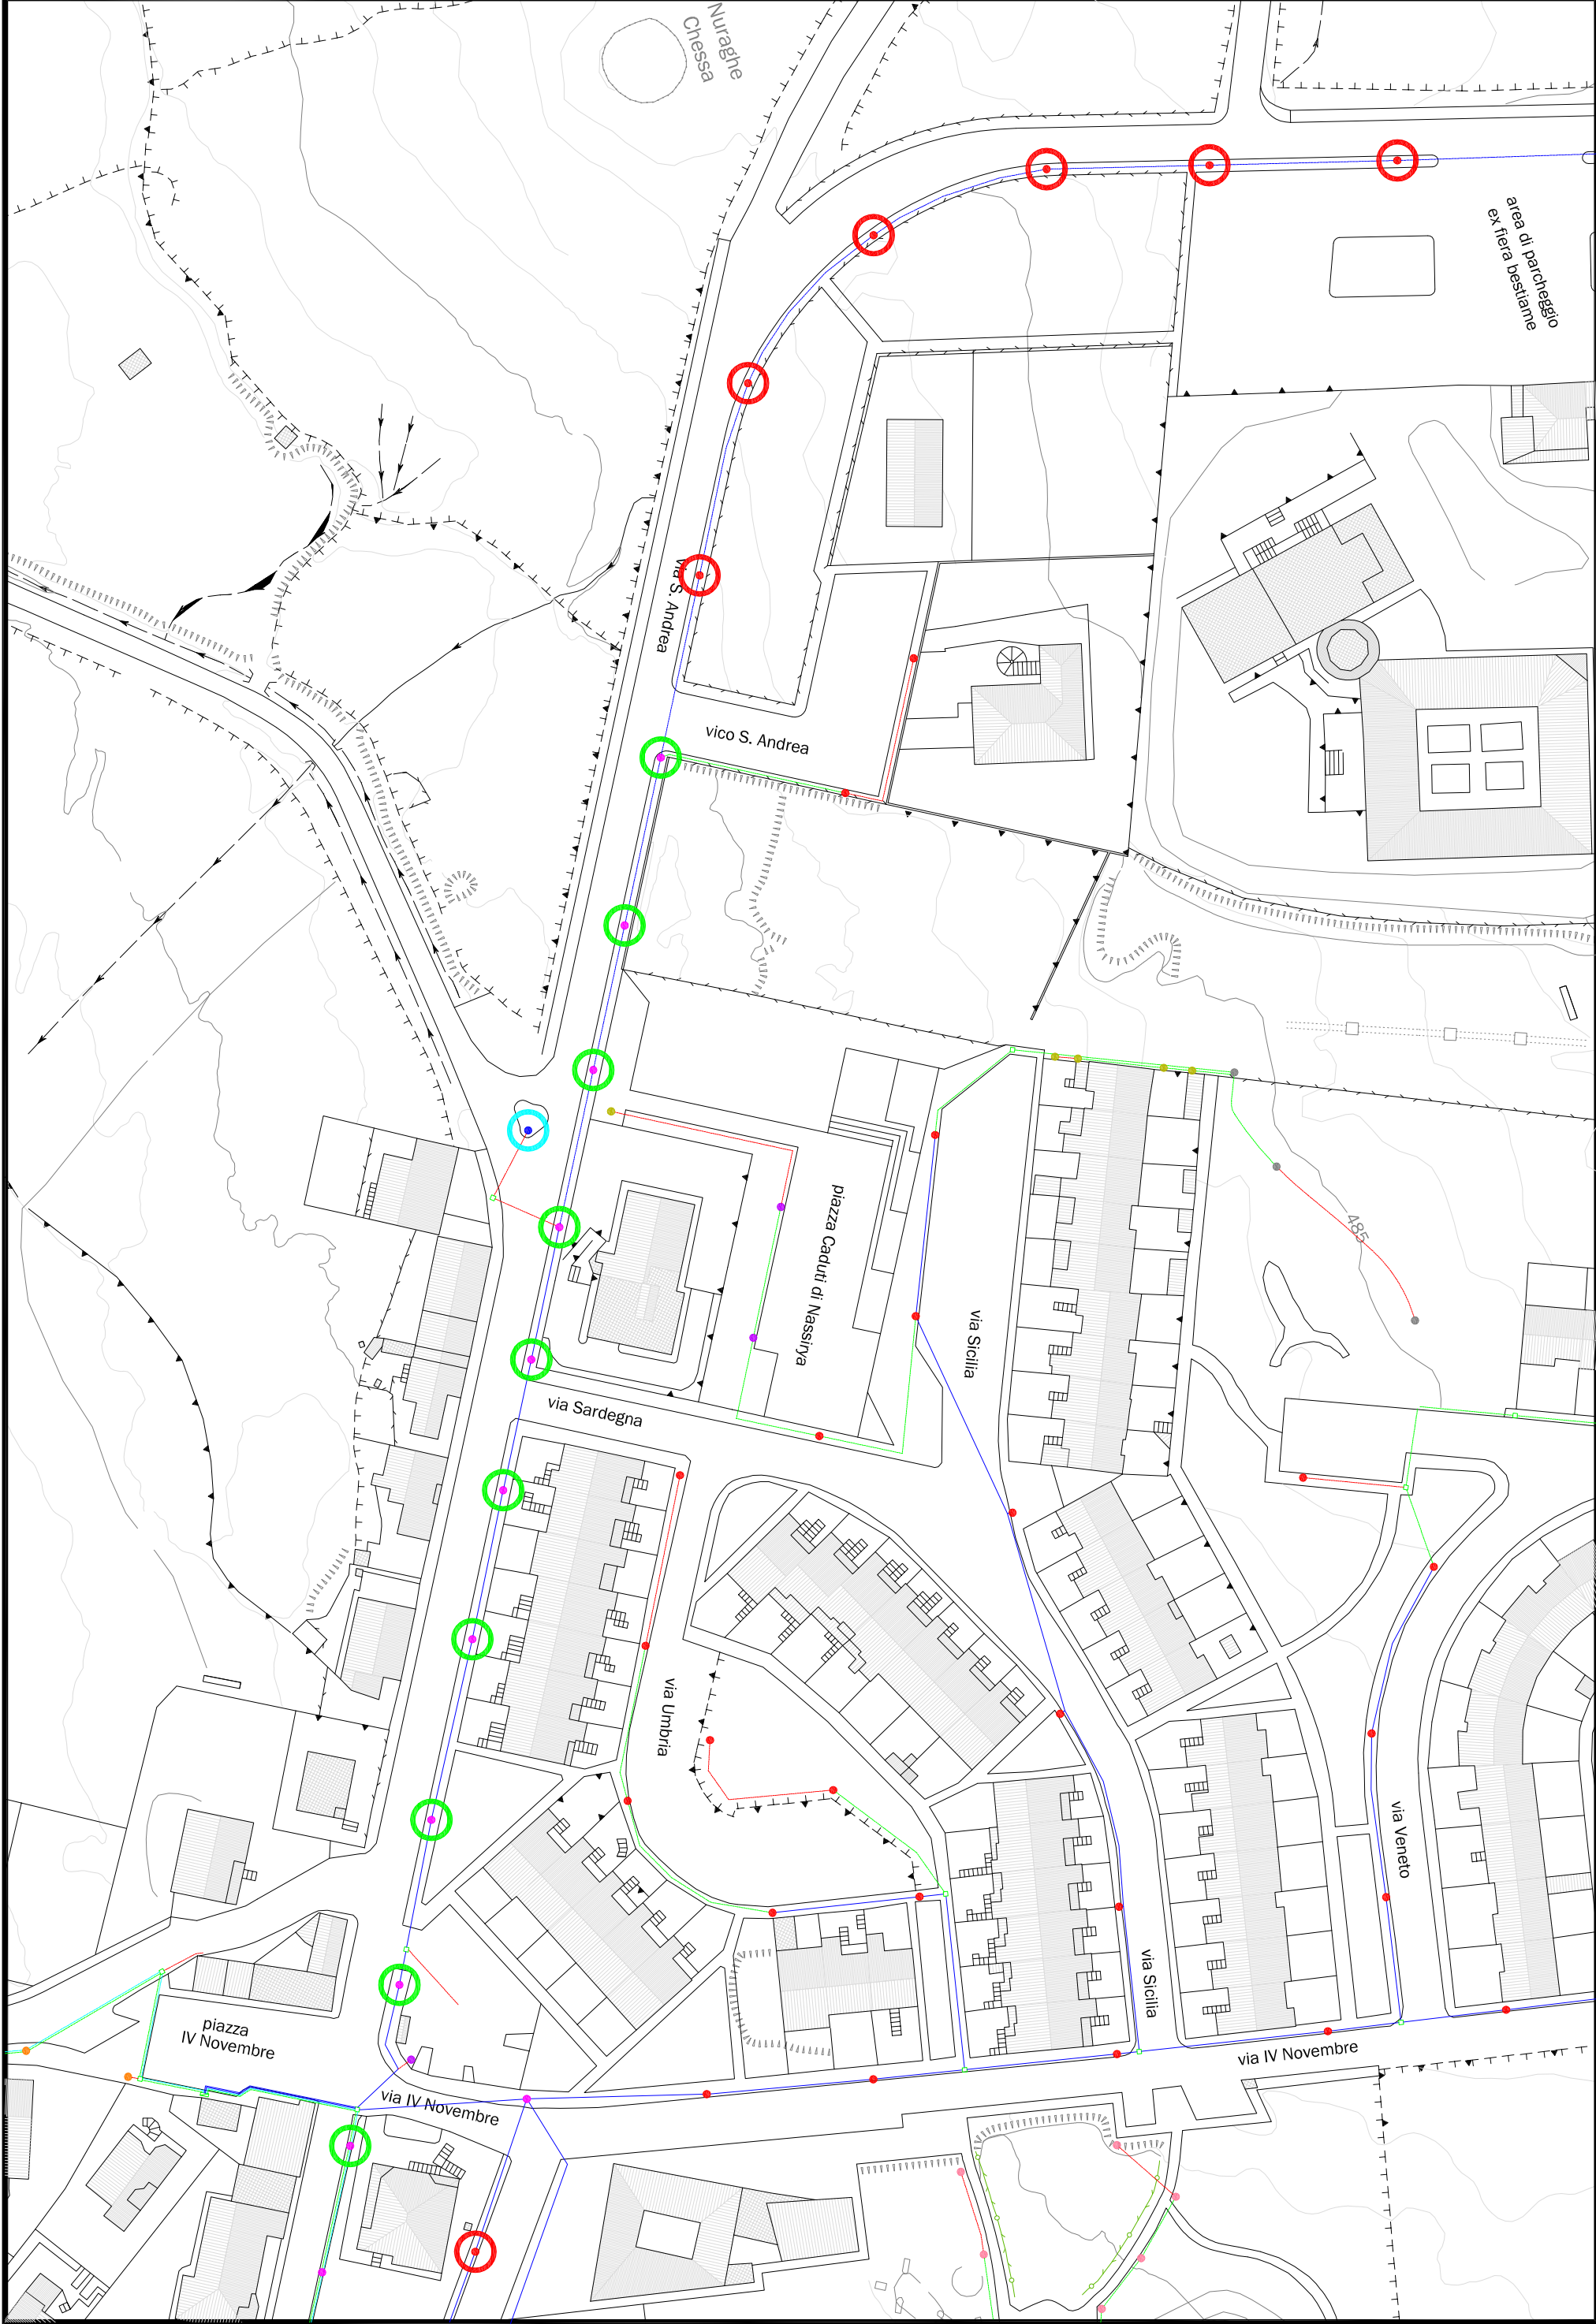 Nuraghe
Chessa
area di parcheggio
ex fiera bestiame
via S. Andrea
vico S. Andrea
piazza Caduti di Nassirya
via Sicilia
485
via Sardegna
via Umbria
via Veneto
via Sicilia
piazza
IV Novembre
via IV Novembre
via IV Novembre